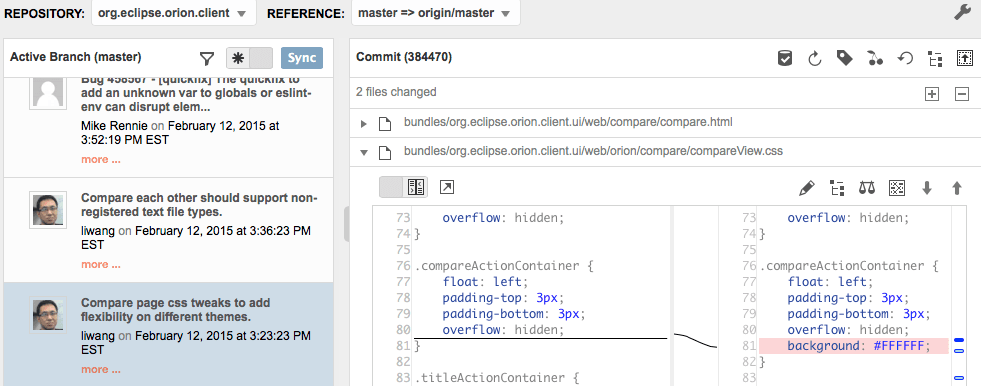 REPOSITORY: org.eclipse.orion.client REFERENCE: master => origin/master
Active Branch (master) Sync
Bug 458567 - [quickfix] The quickfix to
add an unknown var to globals or eslint-
env can disrupt elem...
Mike Rennie on February 12, 2015 at
3:52:19 PM EST
more ...
Compare each other should support non-
registered text file types.
liwang on February 12, 2015 at 3:36:23 PM
EST
more ...
Compare page css tweaks to add
flexibility on different themes.
liwang on February 12, 2015 at 3:23:23 PM
EST
more ...
Commit (384470)
2 files changed
bundles/org.eclipse.orion.client.ui/web/compare/compare.html
bundles/org.eclipse.orion.client.ui/web/orion/compare/compareView.css
73 overflow: hidden;
74 }
75
76 .compareActionContainer {
77 float: left;
78 padding-top: 3px;
79 padding-bottom: 3px;
80 overflow: hidden;
81 }
82
83 .titleActionContainer {
73 overflow: hidden;
74 }
75
76 .compareActionContainer {
77 float: left;
78 padding-top: 3px;
79 padding-bottom: 3px;
80 overflow: hidden;
81 background: #FFFFFF;
82 }
83